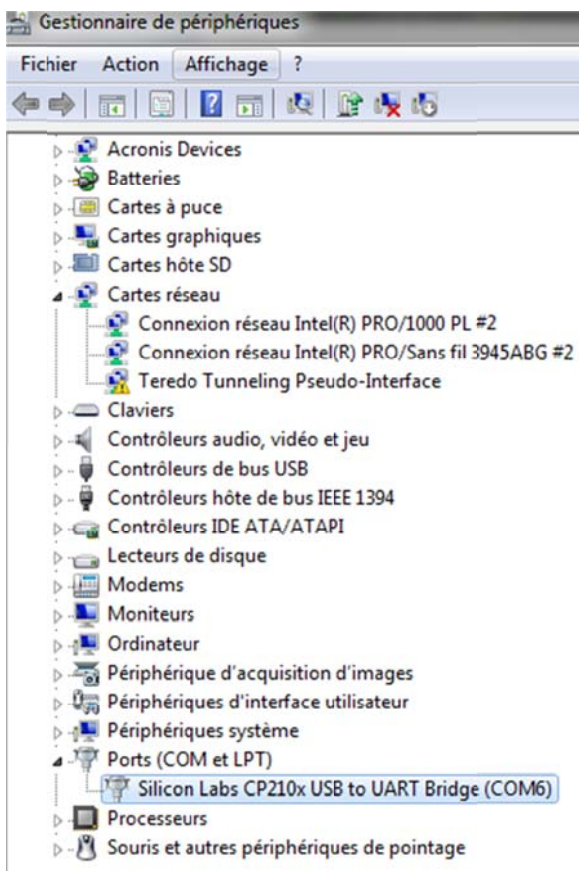 Gestionnaire de périphériques
Fichier Action Affichage ?
Acronis Devices
Batteries
Cartes à puce
Cartes graphiques
Cartes hôte SD
Cartes réseau
Connexion réseau Intel(R) PRO/1000 PL #2
Connexion réseau Intel(R) PRO/Sans fil 3945ABG #2
Teredo Tunneling Pseudo-Interface
Claviers
Contrôleurs audio, vidéo et jeu
Contrôleurs de bus USB
Contrôleurs hôte de bus IEEE 1394
Contrôleurs IDE ATA/ATAPI
Lecteurs de disque
Modems
Moniteurs
Ordinateur
Périphérique d'acquisition d'images
Périphériques d'interface utilisateur
Périphériques système
Ports (COM et LPT)
Silicon Labs CP210x USB to UART Bridge (COM6)
Processeurs
Souris et autres périphériques de pointage